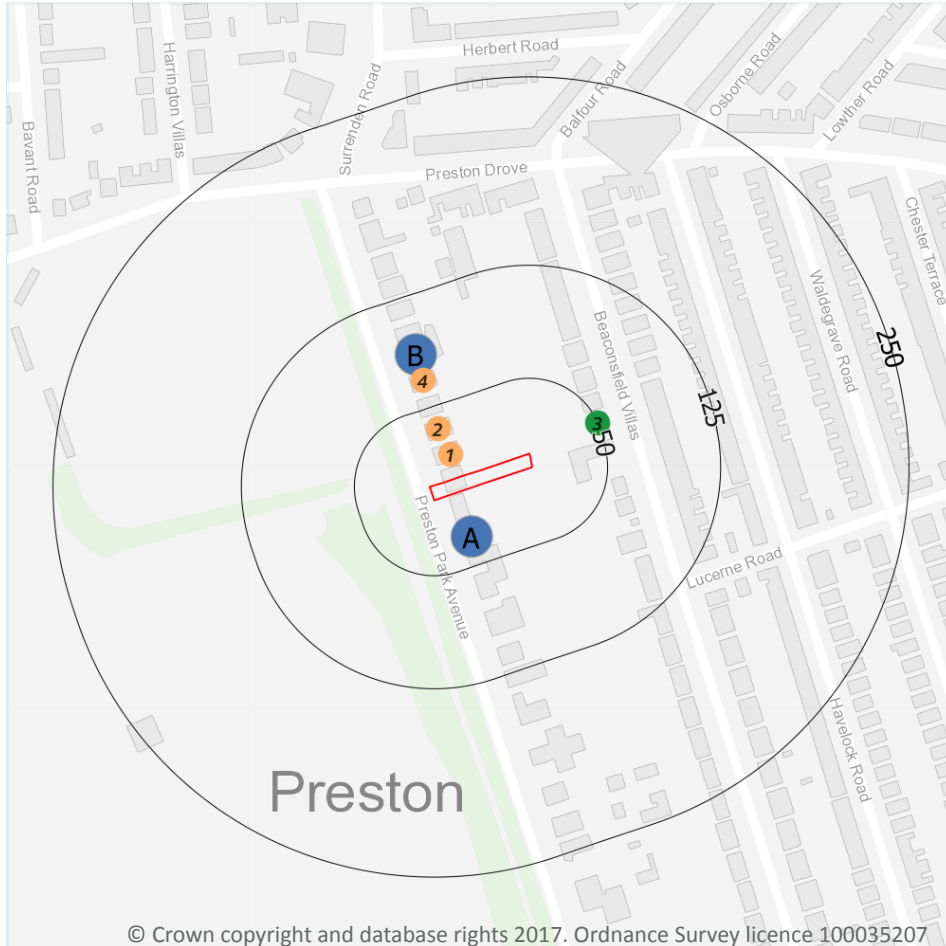 Herbert Road
Harrington Villas
Surrenden Road
Balfour Road
Osborne Road
Lowther Road
Bavant Road
Preston Drove
Chester Terrace
Waldegrave Road
Beaconsfield Villas
250
B
4
125
2
3
50
1
A
Preston Park Avenue
Lucerne Road
Havelock Road
Preston
© Crown copyright and database rights 2017. Ordnance Survey licence 100035207